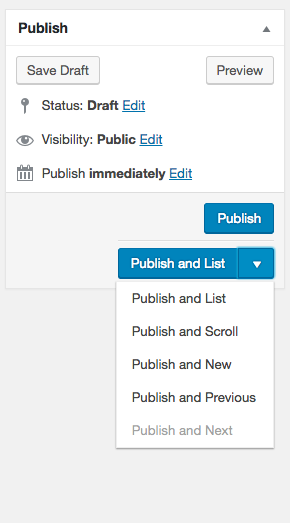 Publish
Save Draft Preview
Status: Draft Edit
Visibility: Public Edit
Publish immediately Edit
Publish
Publish and List
Publish and List
Publish and Scroll
Publish and New
Publish and Previous
Publish and Next